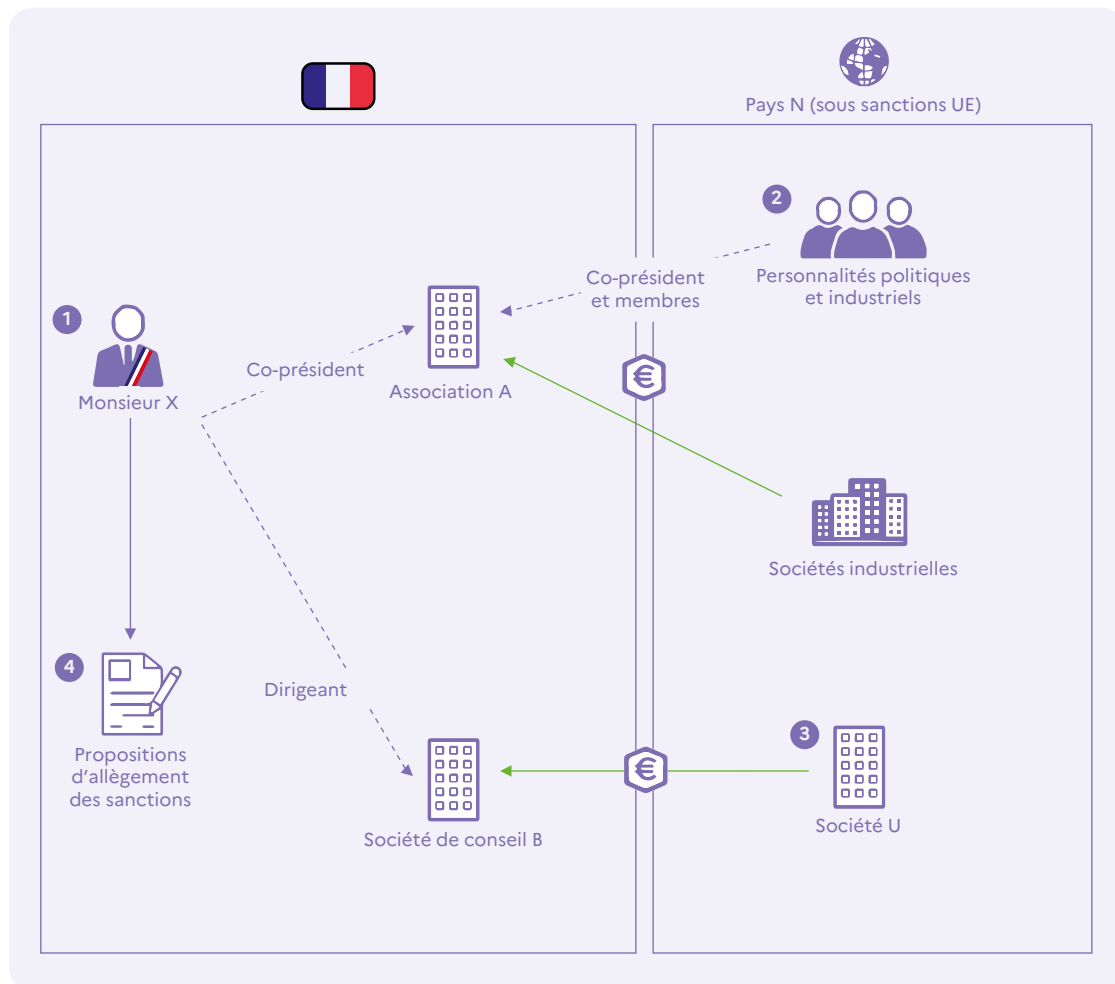 Pays N (sous sanctions UE)
2
Personnalités politiques
et industriels
Co-président
et membres
1
Monsieur X
Co-président
Association A
€
Sociétés industrielles
4
Propositions
d'allègement
des sanctions
Dirigeant
Société de conseil B
€
3
Société U